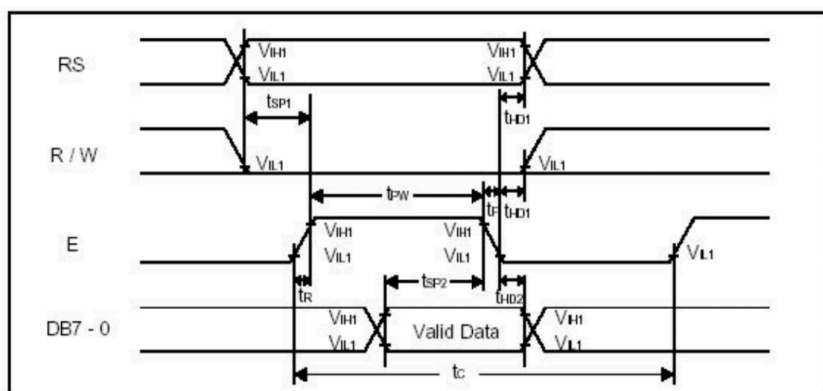 RS
VIH1
VIH1
VIL1
VIL1
tSP1
tHD1
R / W
VIL1
VIL1
tPW
tF
tHD1
E
VIH1
VIH1
VIL1
VIL1
VIL1
tR
tSP2
tHD2
DB7 - 0
VIH1
Valid Data
VIH1
VIL1
VIL1
tC